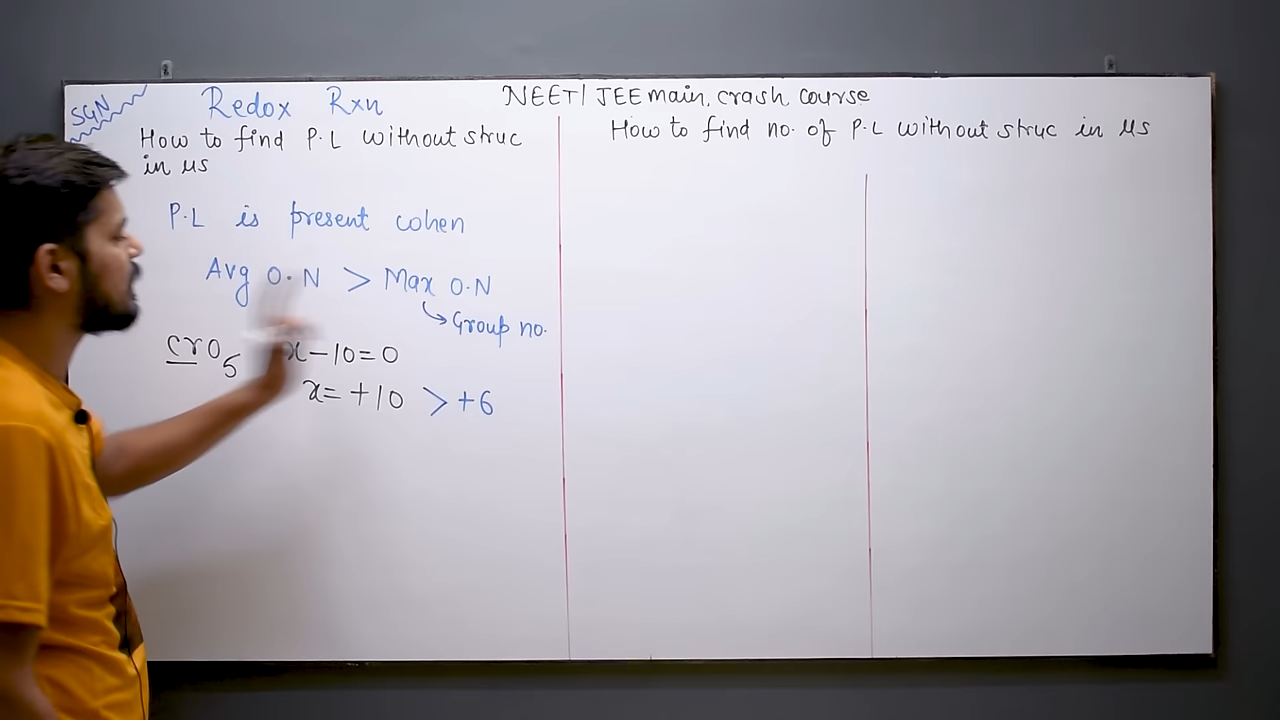 SGN
Redox Rxn
NEET/ JEE main, crash course
How to find P.L without struc
in us
P.L is present cohen
Avg O.N > Max O.N
↳ Group no.
CrO5 x-10=0
x= +10 > +6
How to find no. of P.L without struc in us